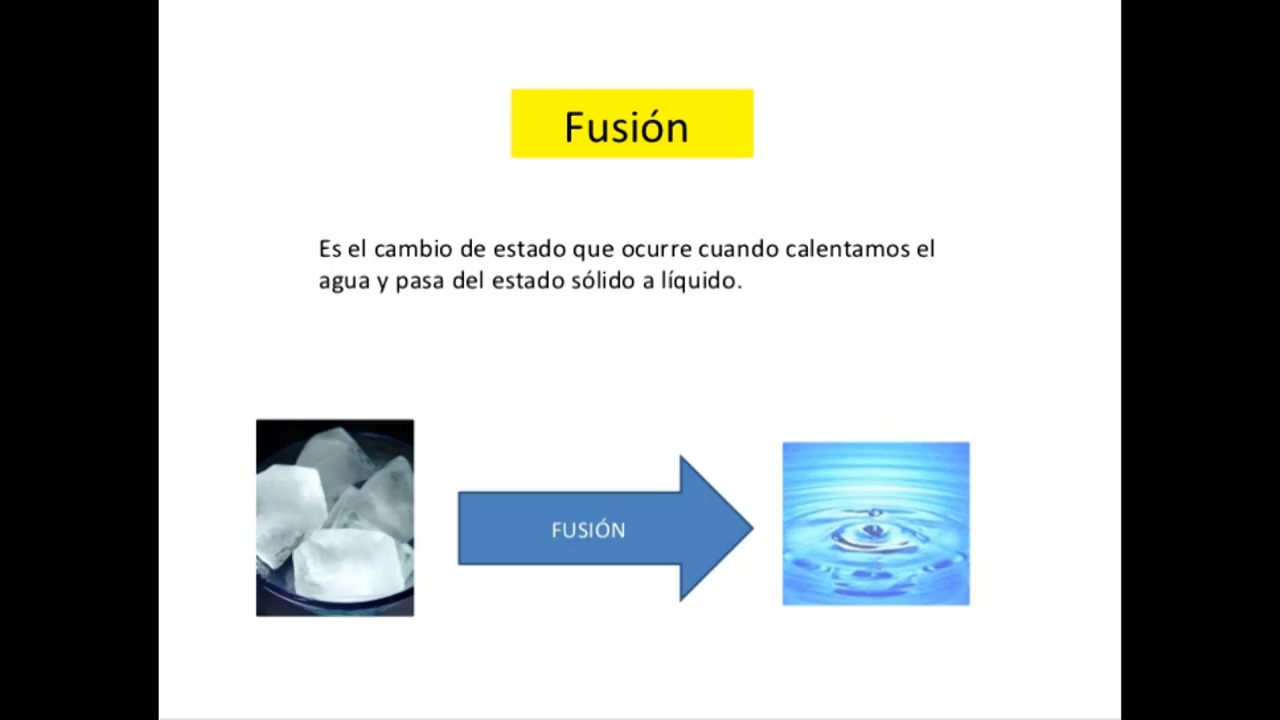 Fusión
Es el cambio de estado que ocurre cuando calentamos el
agua y pasa del estado sólido a líquido.
FUSIÓN